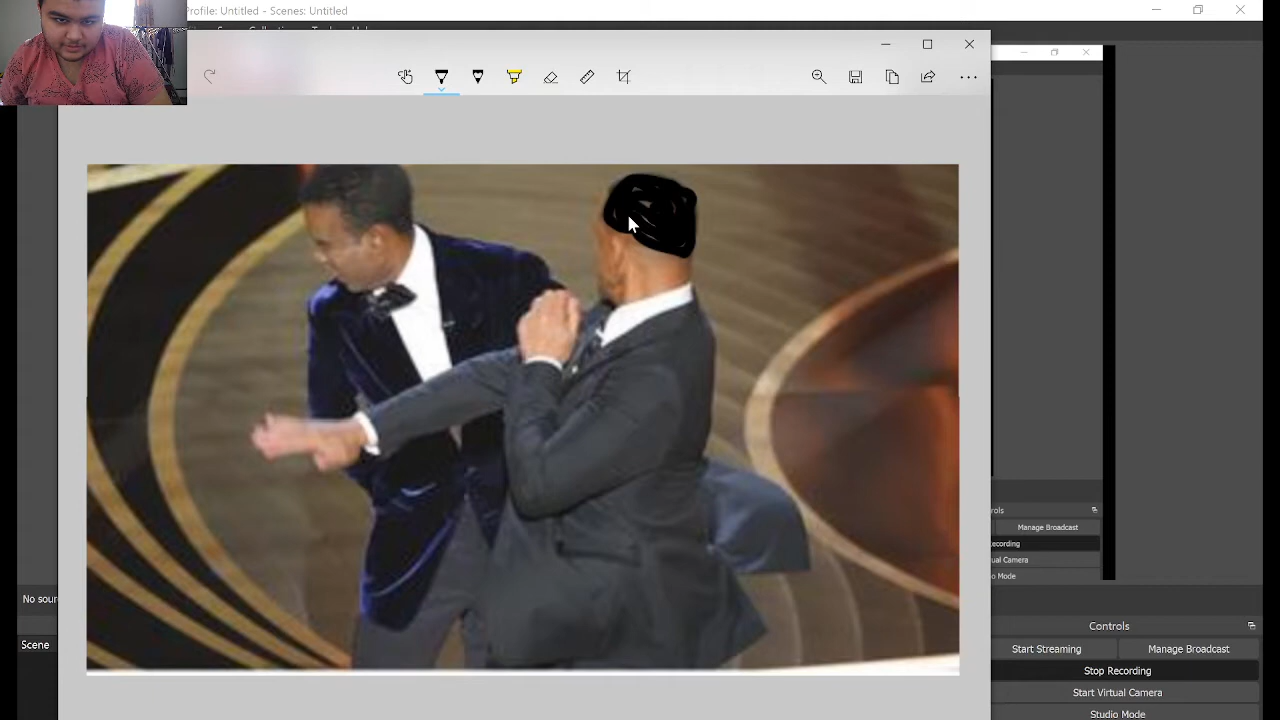 Profile: Untitled - Scenes: Untitled
rols
Manage Broadcast
ecording
ual Camera
o Mode
No sour
Controls
Scene
Start Streaming
Manage Broadcast
Stop Recording
Start Virtual Camera
Studio Mode